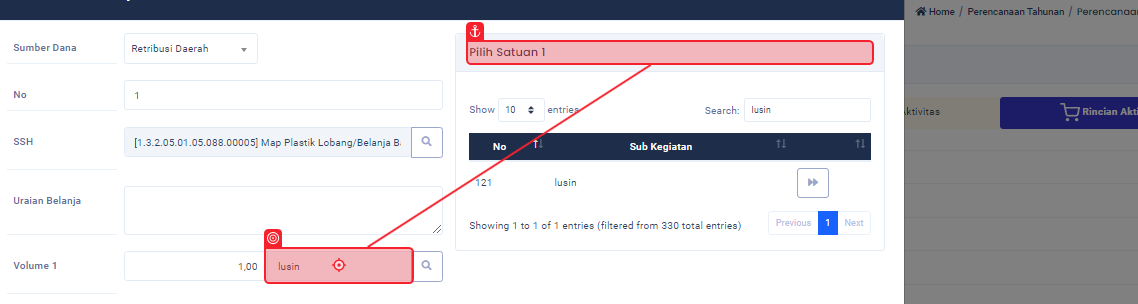 Home / Perencanaan Tahunan / Perencanaan
Sumber Dana
Retribusi Daerah
Pilih Satuan 1
No
1
Show 10 entries
Search: lusin
Aktivitas
Rincian Akti
SSH
[1.3.2.05.01.05.088.00005] Map Plastik Lobang/Belanja B
No
Sub Kegiatan
121
lusin
Uraian Belanja
Showing 1 to 1 of 1 entries (filtered from 330 total entries)
Previous 1 Next
Volume 1
1,00
lusin